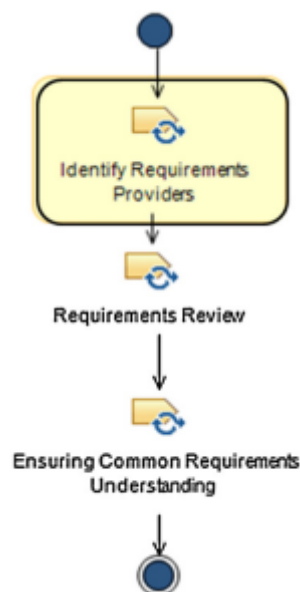 Identify Requirements
Providers
Requirements Review
Ensuring Common Requirements
Understanding